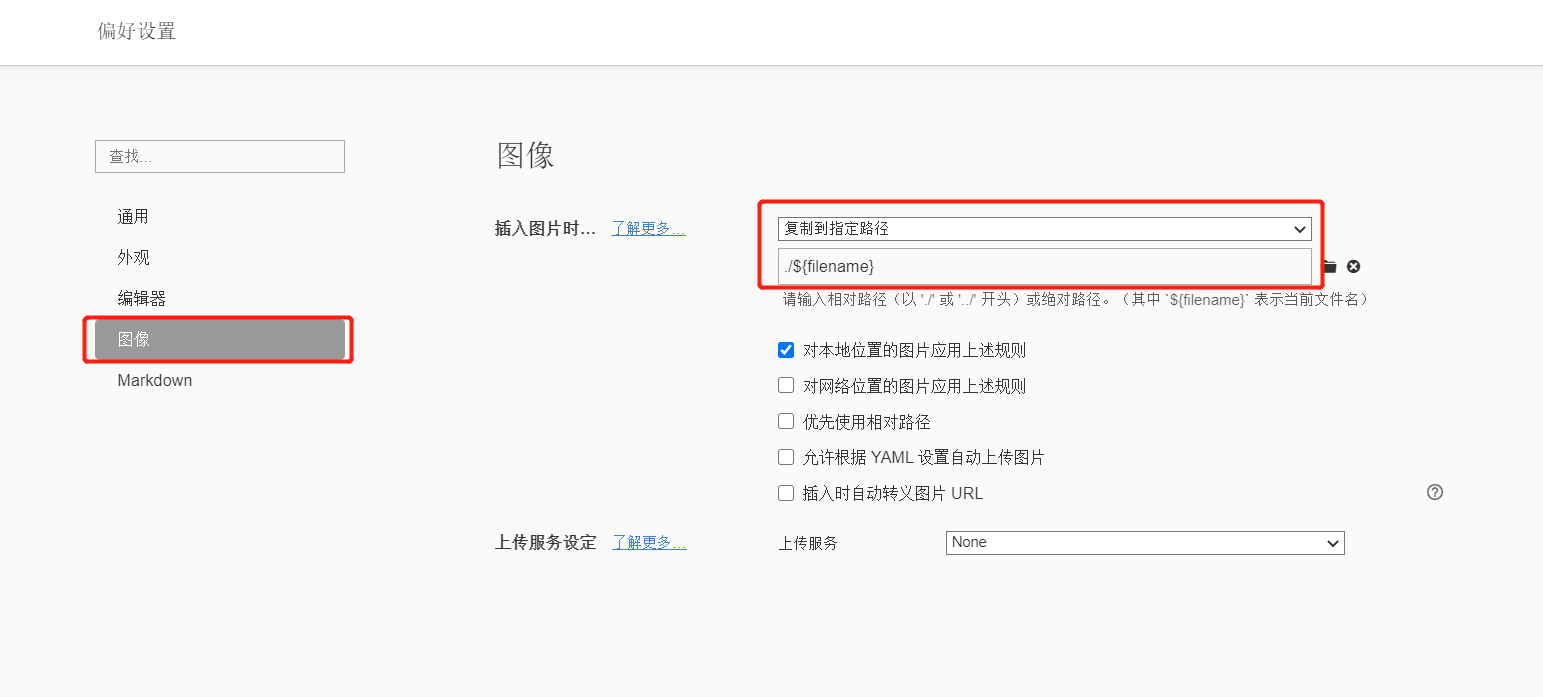 偏好设置
查找...
通用
外观
编辑器
图像
Markdown
图像
插入图片时... 了解更多... 复制到指定路径
./${filename}
请输入相对路径（以 './' 或 '../' 开头）或绝对路径。（其中 `${filename}` 表示当前文件名）
对本地位置的图片应用上述规则
对网络位置的图片应用上述规则
优先使用相对路径
允许根据 YAML 设置自动上传图片
插入时自动转义图片 URL
上传服务设定 了解更多... 上传服务 None